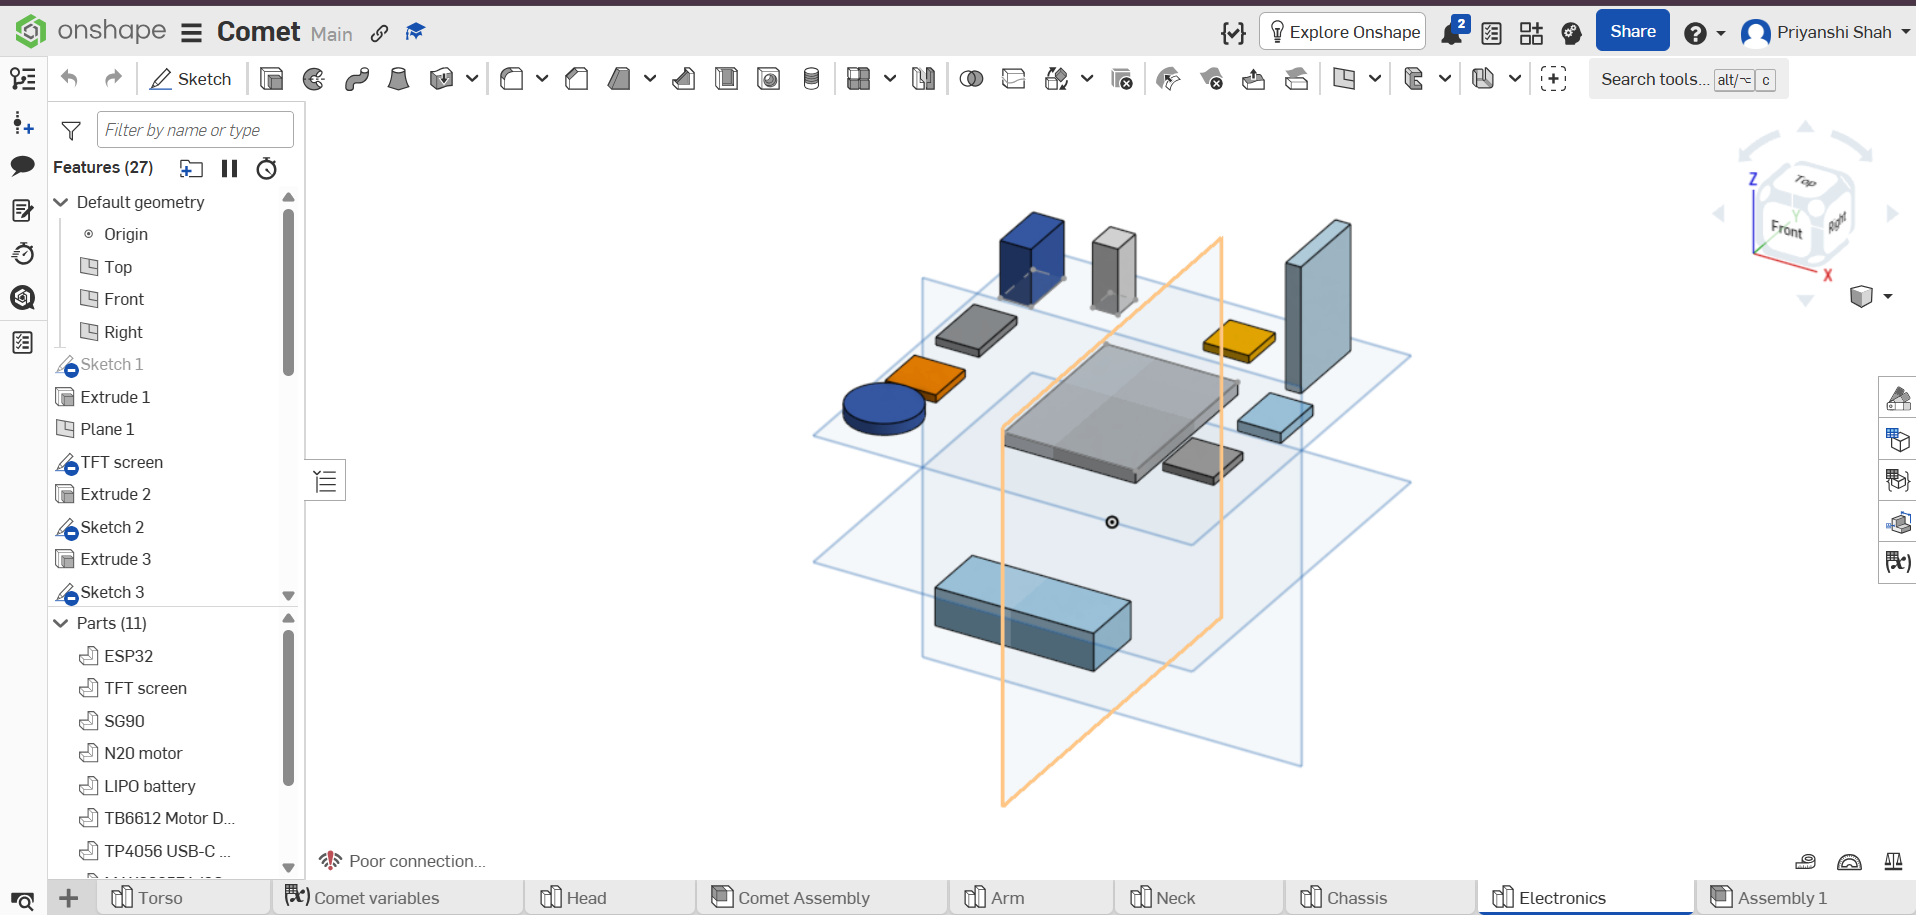 onshape Comet Main
Explore Onshape 2 Share Priyanshi Shah
Sketch Search tools... alt/⌥ c
Filter by name or type
Features (27)
Default geometry
Origin
Top
Front
Right
Sketch 1
Extrude 1
Plane 1
TFT screen
Extrude 2
Sketch 2
Extrude 3
Sketch 3
Parts (11)
ESP32
TFT screen
SG90
N20 motor
LIPO battery
TB6612 Motor D...
TP4056 USB-C ...
Z
Top
Y
Front
Right
X
Poor connection...
Torso
Comet variables
Head
Comet Assembly
Arm
Neck
Chassis
Electronics
Assembly 1